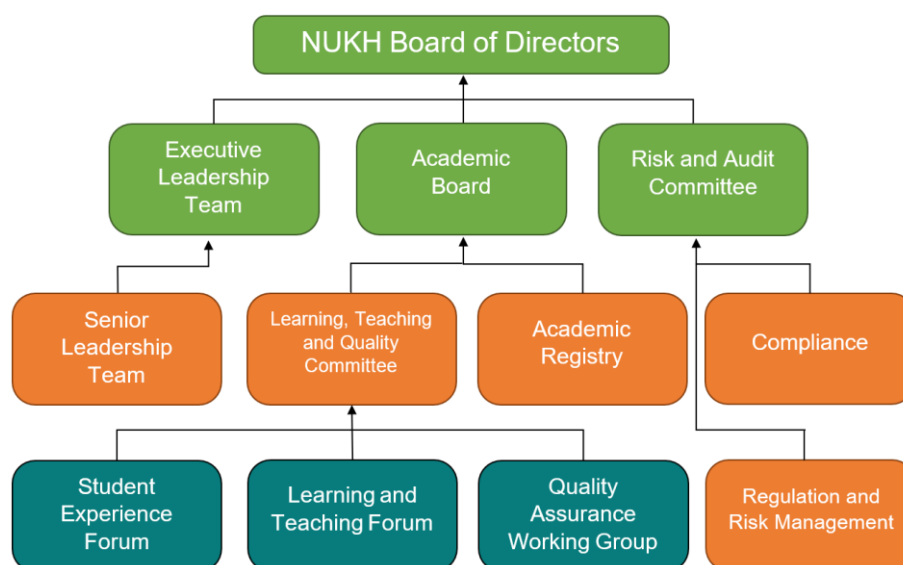 NUKH Board of Directors
Executive
Leadership
Team
Academic
Board
Risk and Audit
Committee
Senior
Leadership
Team
Learning, Teaching
and Quality
Committee
Academic
Registry
Compliance
Student
Experience
Forum
Learning and
Teaching Forum
Quality
Assurance
Working Group
Regulation and
Risk Management